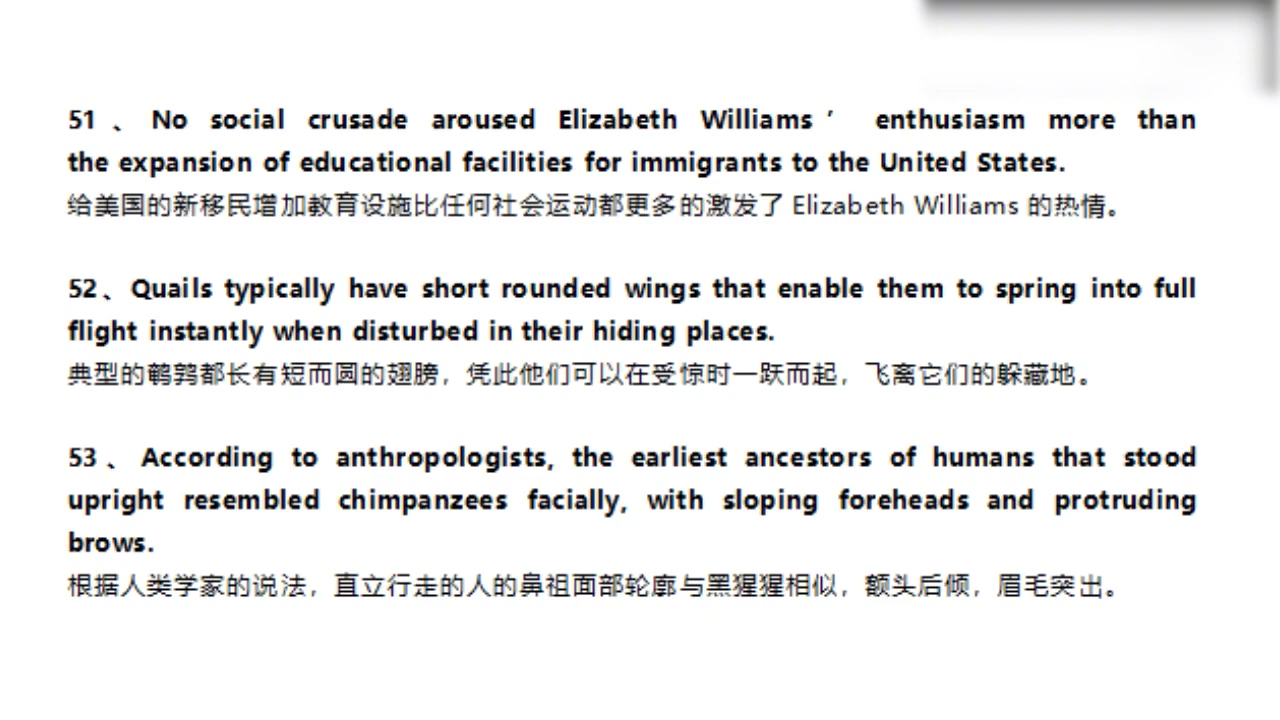 51、No social crusade aroused Elizabeth Williams’ enthusiasm more than
the expansion of educational facilities for immigrants to the United States.
给美国的新移民增加教育设施比任何社会运动都更多的激发了 Elizabeth Williams 的热情。
52、Quails typically have short rounded wings that enable them to spring into full
flight instantly when disturbed in their hiding places.
典型的鹌鹑都长有短而圆的翅膀，凭此他们可以在受惊时一跃而起，飞离它们的躲藏地。
53、According to anthropologists, the earliest ancestors of humans that stood
upright resembled chimpanzees facially, with sloping foreheads and protruding
brows.
根据人类学家的说法，直立行走的人的鼻祖面部轮廓与黑猩猩相似，额头后倾，眉毛突出。